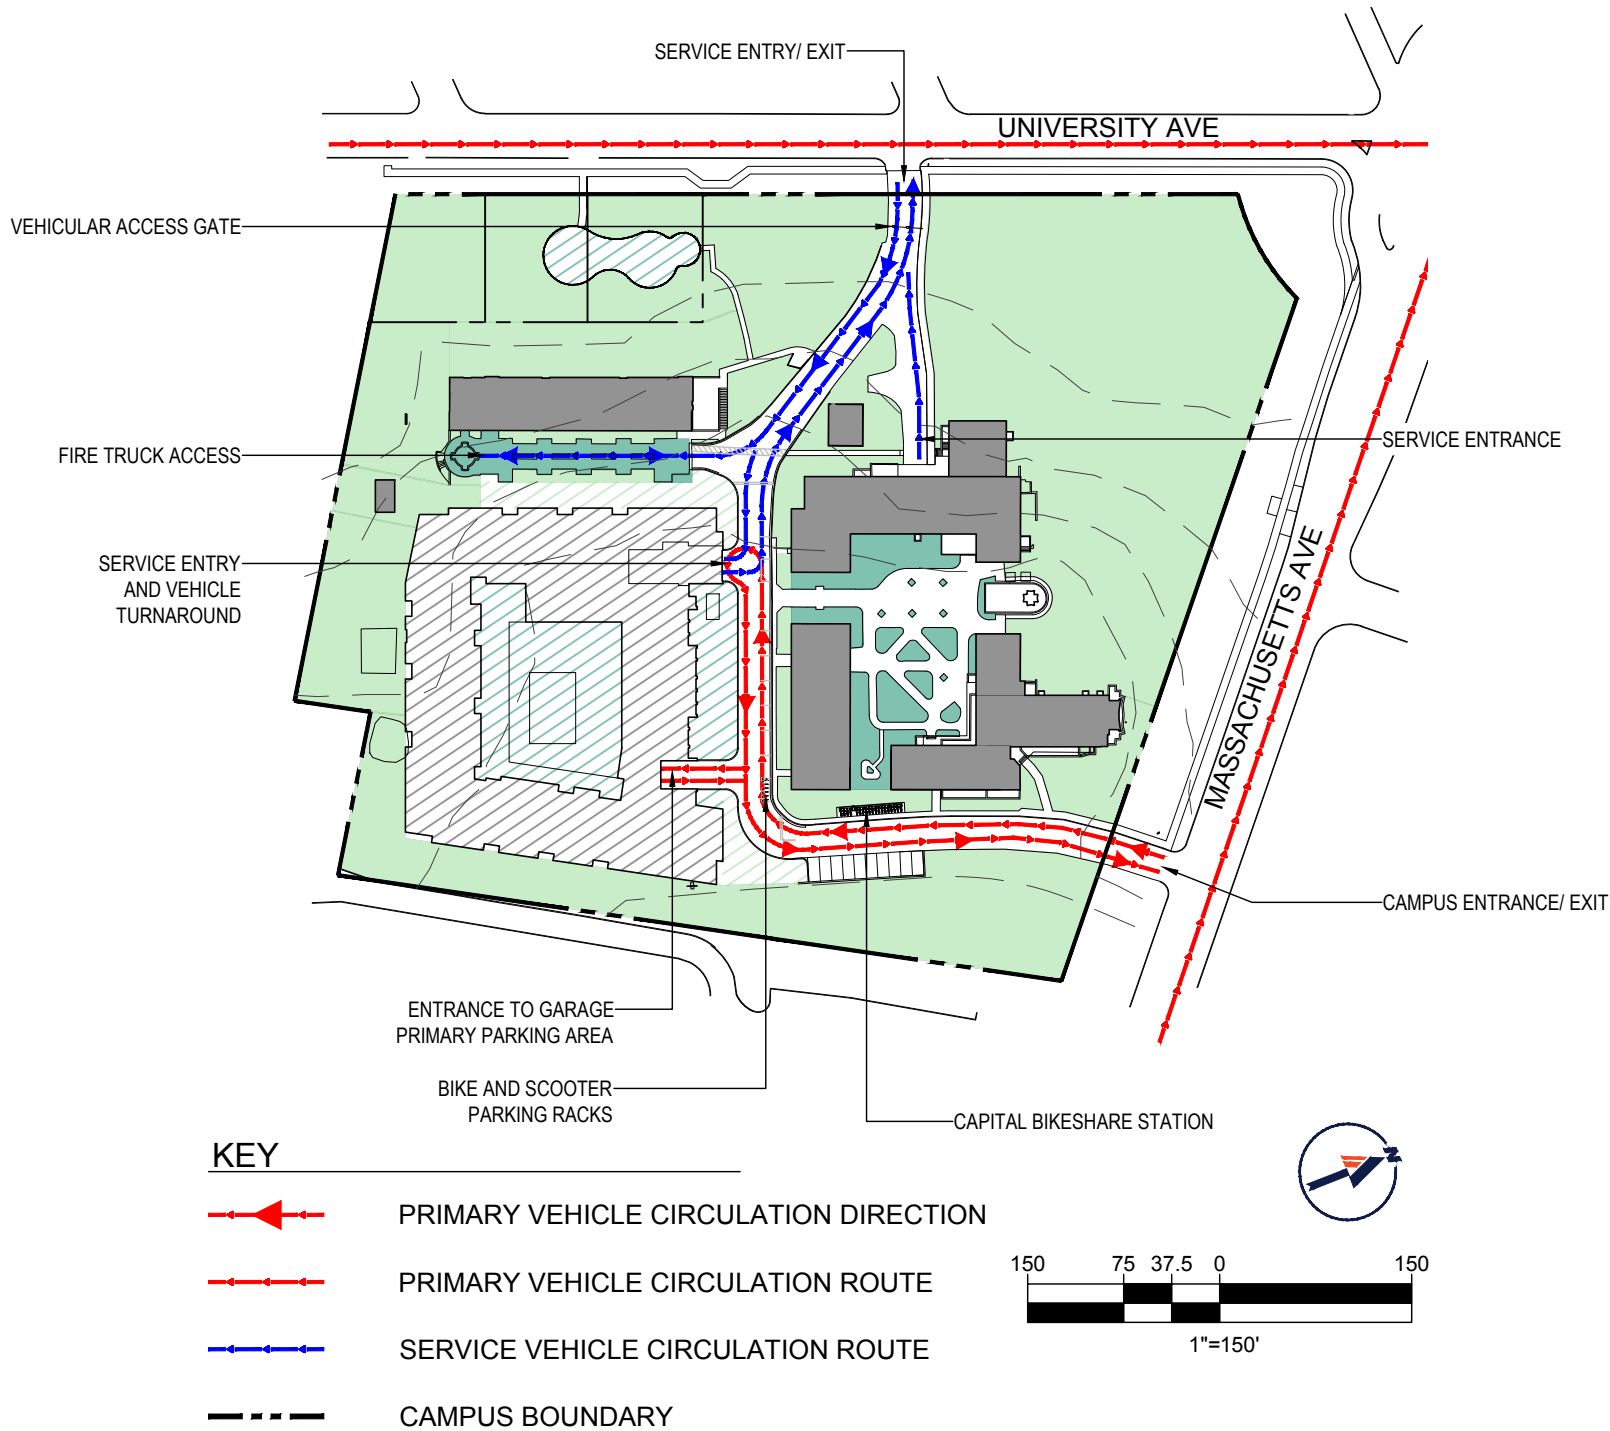 SERVICE ENTRY/ EXIT
UNIVERSITY AVE
VEHICULAR ACCESS GATE
FIRE TRUCK ACCESS
SERVICE ENTRANCE
SERVICE ENTRY
AND VEHICLE
TURNAROUND
MASSACHUSETTS AVE
CAMPUS ENTRANCE/ EXIT
ENTRANCE TO GARAGE
PRIMARY PARKING AREA
BIKE AND SCOOTER
PARKING RACKS
CAPITAL BIKESHARE STATION
KEY
PRIMARY VEHICLE CIRCULATION DIRECTION
PRIMARY VEHICLE CIRCULATION ROUTE
SERVICE VEHICLE CIRCULATION ROUTE
CAMPUS BOUNDARY
N
150 75 37.5 0 150
1"=150'